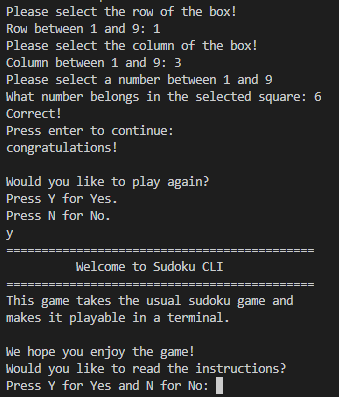 Please select the row of the box!
Row between 1 and 9: 1
Please select the column of the box!
Column between 1 and 9: 3
Please select a number between 1 and 9
What number belongs in the selected square: 6
Correct!
Press enter to continue:
congratulations!
Would you like to play again?
Press Y for Yes.
Press N for No.
y
============================================
Welcome to Sudoku CLI
============================================
This game takes the usual sudoku game and
makes it playable in a terminal.
We hope you enjoy the game!
Would you like to read the instructions?
Press Y for Yes and N for No: